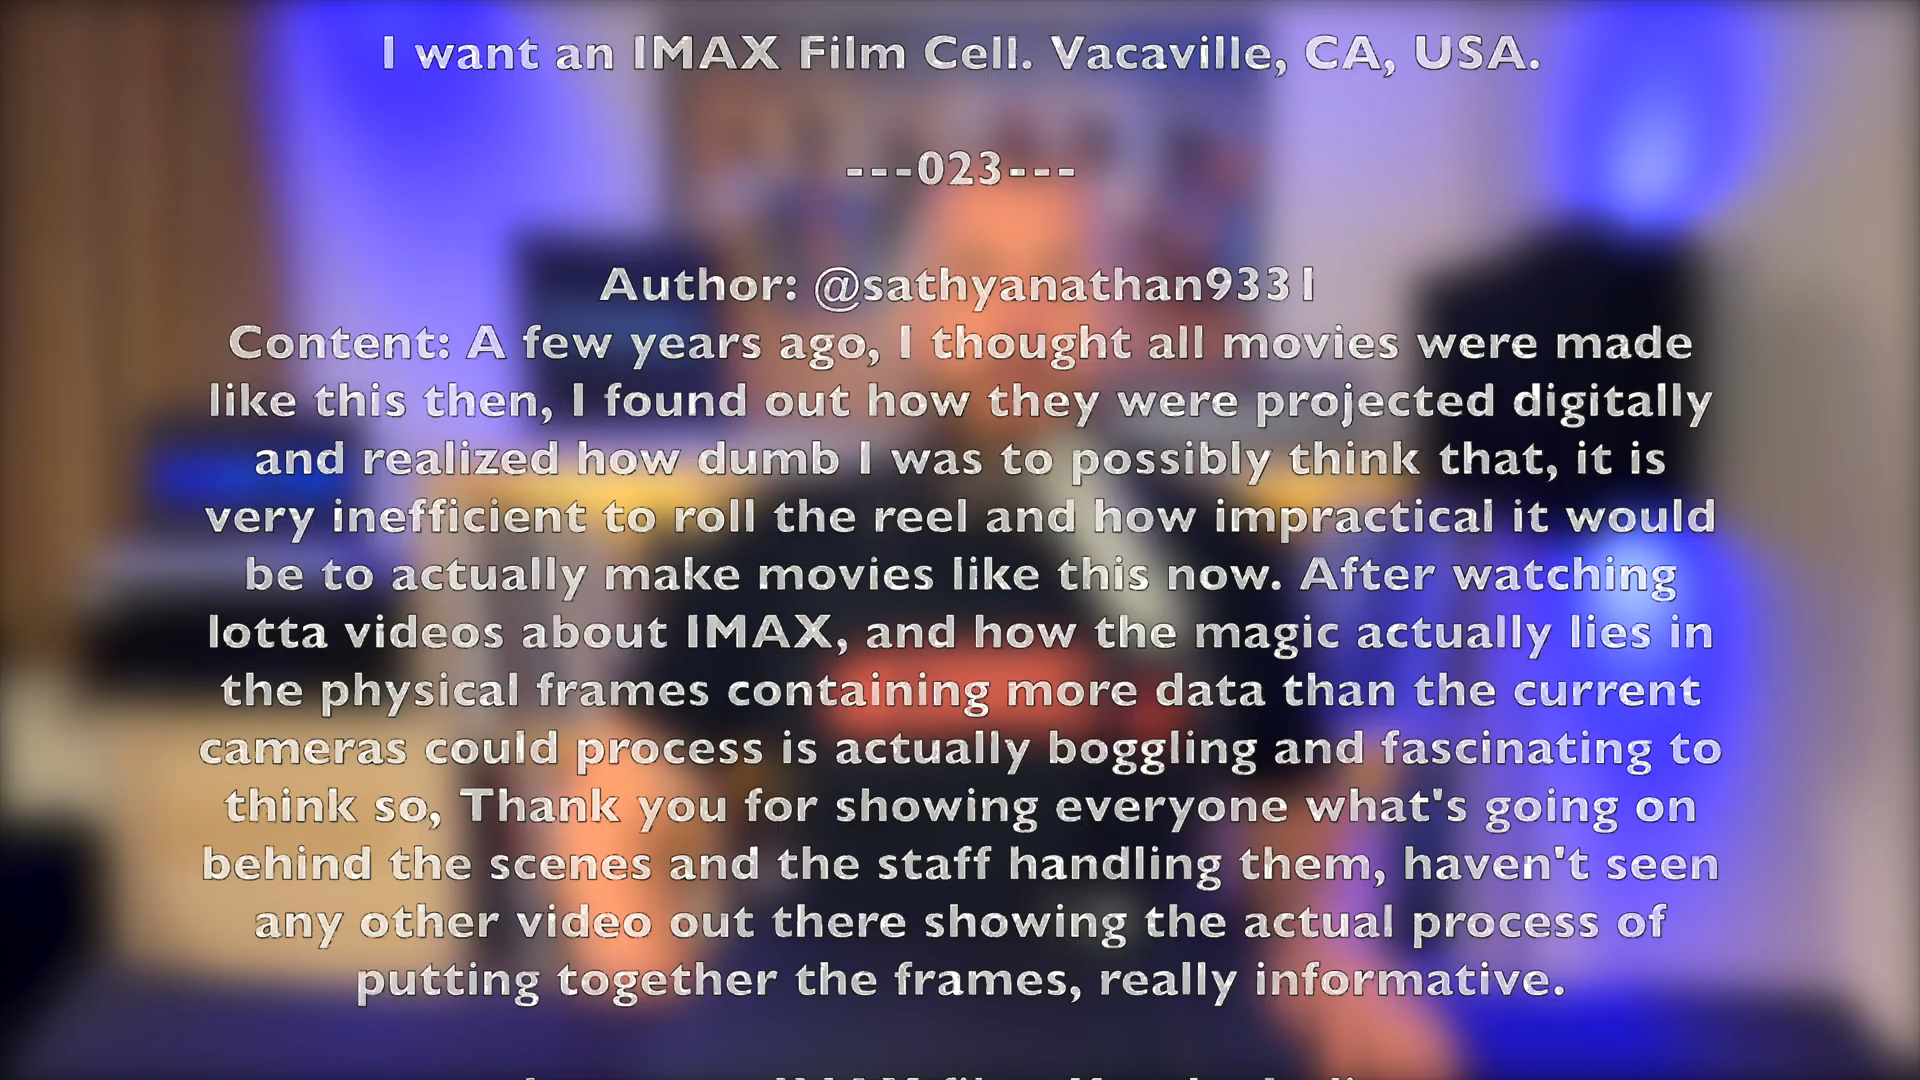 I want an IMAX Film Cell. Vacaville, CA, USA.
---023---
Author: @sathyanathan9331
Content: A few years ago, I thought all movies were made
like this then, I found out how they were projected digitally
and realized how dumb I was to possibly think that, it is
very inefficient to roll the reel and how impractical it would
be to actually make movies like this now. After watching
lotta videos about IMAX, and how the magic actually lies in
the physical frames containing more data than the current
cameras could process is actually boggling and fascinating to
think so, Thank you for showing everyone what's going on
behind the scenes and the staff handling them, haven't seen
any other video out there showing the actual process of
putting together the frames, really informative.